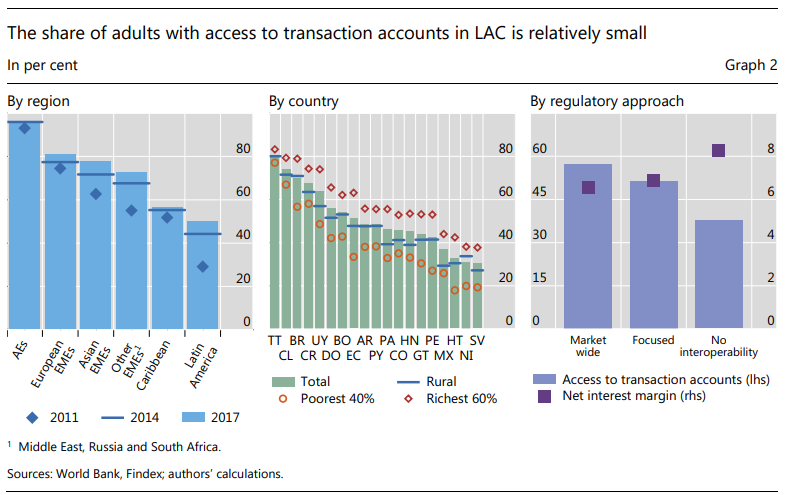 The share of adults with access to transaction accounts in LAC is relatively small
In per cent
Graph 2
By region
By country
By regulatory approach
80
60
40
20
0
AEs
European EMEs
Asian EMEs
Other EMEs¹
Caribbean
Latin America
2011
2014
2017
80
60
40
20
0
TT BR UY BO AR PA HN PE HT SV
CL CR DO EC PY CO GT MX NI
Total
Rural
Poorest 40%
Richest 60%
60
45
30
15
0
8
6
4
2
0
Market wide
Focused
No interoperability
Access to transaction accounts (lhs)
Net interest margin (rhs)
¹ Middle East, Russia and South Africa.
Sources: World Bank, Findex; authors' calculations.